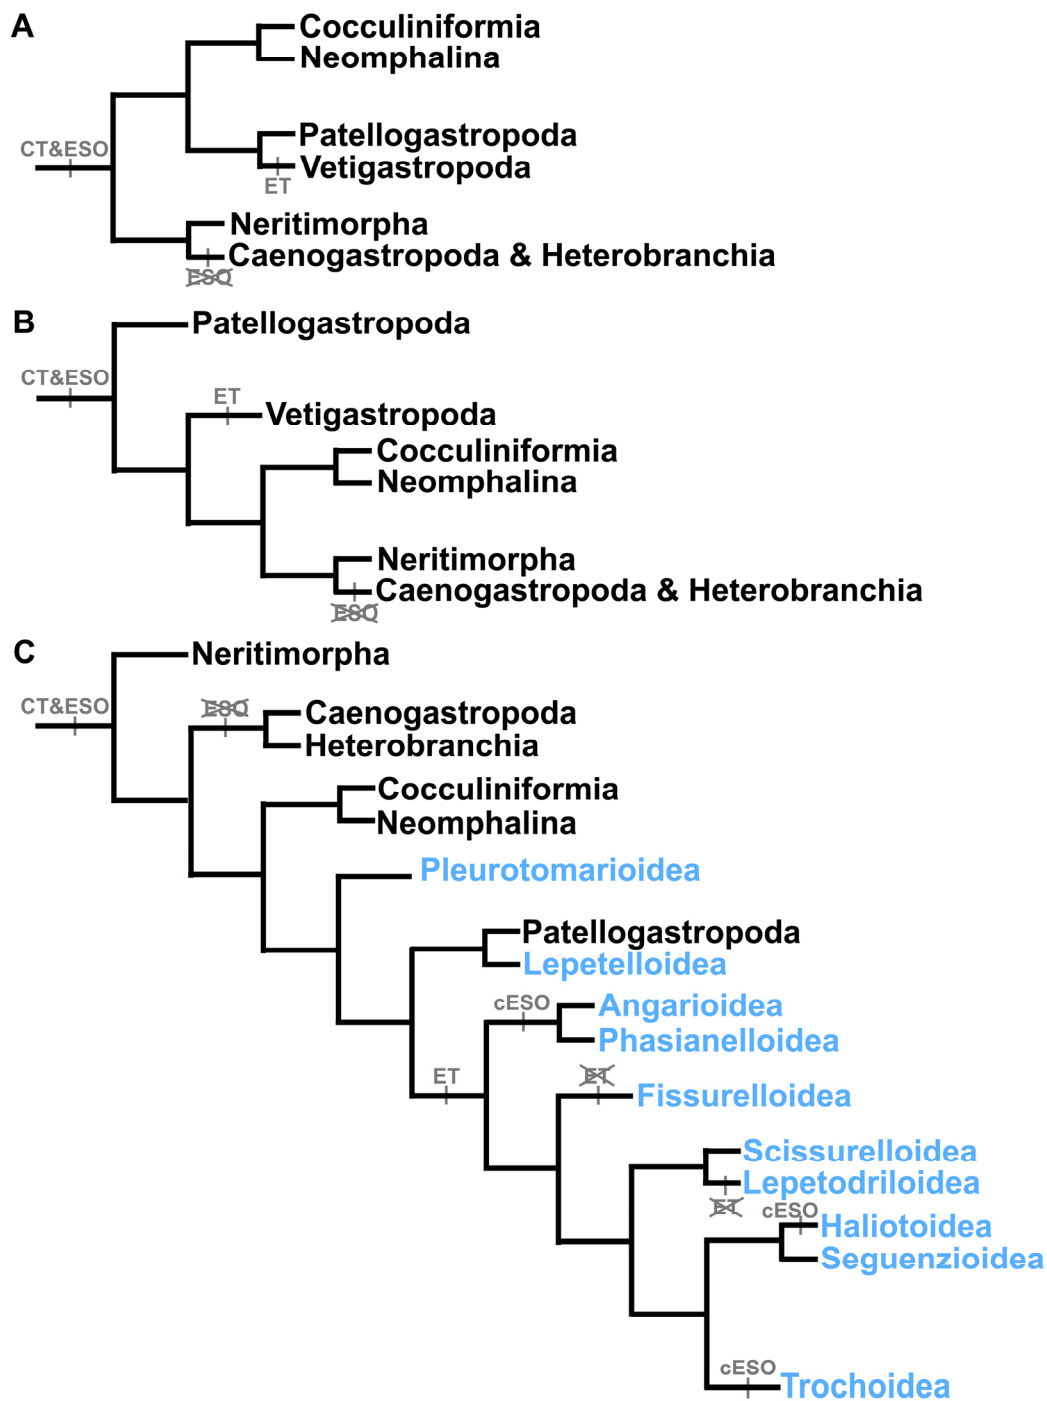 A
Cocculiniformia
Neomphalina
Patellogastropoda
CT&ESO
Vetigastropoda
ET
Neritimorpha
Caenogastropoda & Heterobranchia
ESO
B
Patellogastropoda
CT&ESO
ET
Vetigastropoda
Cocculiniformia
Neomphalina
Neritimorpha
Caenogastropoda & Heterobranchia
ESO
C
Neritimorpha
CT&ESO
ESO
Caenogastropoda
Heterobranchia
Cocculiniformia
Neomphalina
Pleurotomarioidea
Patellogastropoda
Lepetelloidea
cESO
Angarioidea
Phasianelloidea
ET
ET
Fissurelloidea
Scissurelloidea
Lepetodriloidea
ET
cESO
Haliotoidea
Seguenzioidea
cESO
Trochoidea